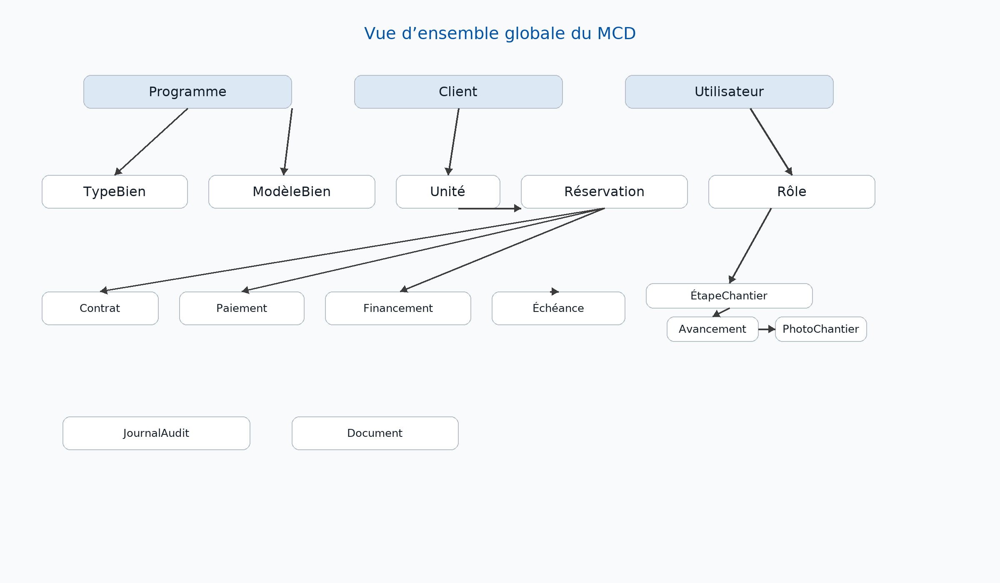 Vue d’ensemble globale du MCD
Programme
Client
Utilisateur
TypeBien
ModèleBien
Unité
Réservation
Rôle
Contrat
Paiement
Financement
Échéance
ÉtapeChantier
Avancement
PhotoChantier
JournalAudit
Document